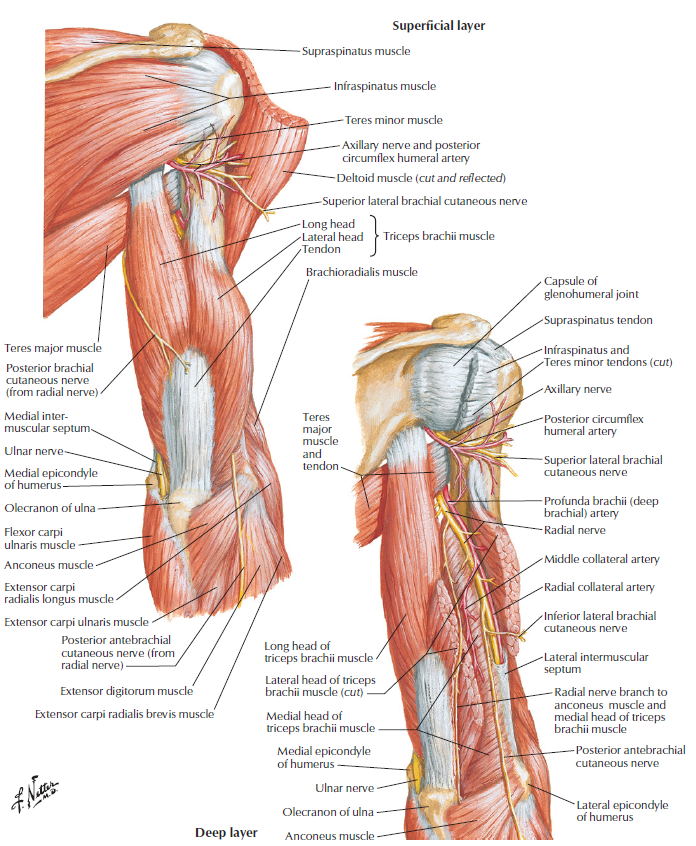 Superficial layer
Supraspinatus muscle
Infraspinatus muscle
Teres minor muscle
Axillary nerve and posterior
circumflex humeral artery
Deltoid muscle (cut and reflected)
Superior lateral brachial cutaneous nerve
Long head
Lateral head
Tendon
Triceps brachii muscle
Brachioradialis muscle
Teres major muscle
Posterior brachial
cutaneous nerve
(from radial nerve)
Medial inter-
muscular septum
Ulnar nerve
Medial epicondyle
of humerus
Olecranon of ulna
Flexor carpi
ulnaris muscle
Anconeus muscle
Extensor carpi
radialis longus muscle
Extensor carpi ulnaris muscle
Posterior antebrachial
cutaneous nerve (from
radial nerve)
Extensor digitorum muscle
Extensor carpi radialis brevis muscle
Capsule of
glenohumeral joint
Supraspinatus tendon
Infraspinatus and
Teres minor tendons (cut)
Axillary nerve
Posterior circumflex
humeral artery
Superior lateral brachial
cutaneous nerve
Profunda brachii (deep
brachial) artery
Radial nerve
Middle collateral artery
Radial collateral artery
Inferior lateral brachial
cutaneous nerve
Lateral intermuscular
septum
Radial nerve branch to
anconeus muscle and
medial head of triceps
brachii muscle
Posterior antebrachial
cutaneous nerve
Lateral epicondyle
of humerus
Teres
major
muscle
and
tendon
Long head of
triceps brachii muscle
Lateral head of triceps
brachii muscle (cut)
Medial head of
triceps brachii muscle
Medial epicondyle
of humerus
Ulnar nerve
Olecranon of ulna
Anconeus muscle
Deep layer
F. Netter
M.D.